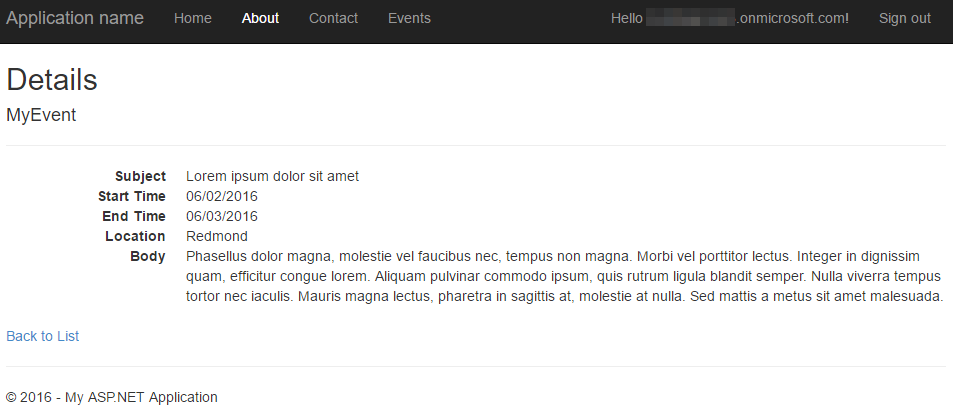 Application name Home About Contact Events Hello .onmicrosoft.com! Sign out
Details
MyEvent
Subject Lorem ipsum dolor sit amet
Start Time 06/02/2016
End Time 06/03/2016
Location Redmond
Body Phasellus dolor magna, molestie vel faucibus nec, tempus non magna. Morbi vel porttitor lectus. Integer in dignissim
quam, efficitur congue lorem. Aliquam pulvinar commodo ipsum, quis rutrum ligula blandit semper. Nulla viverra tempus
tortor nec iaculis. Mauris magna lectus, pharetra in sagittis at, molestie at nulla. Sed mattis a metus sit amet malesuada.
Back to List
© 2016 - My ASP.NET Application